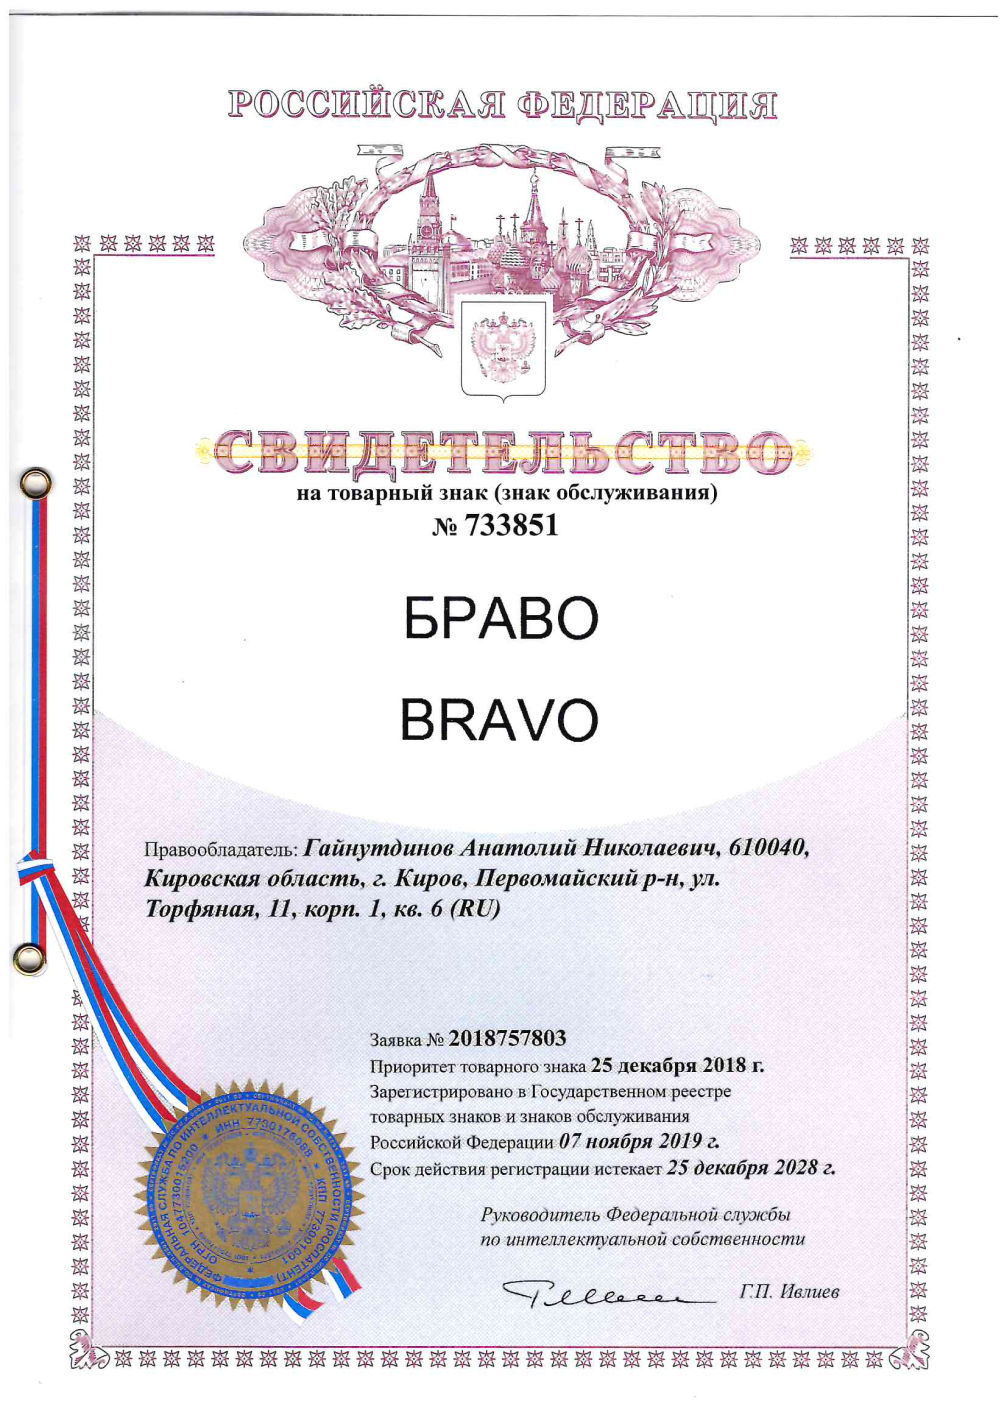 РОССИЙСКАЯ ФЕДЕРАЦИЯ
СВИДЕТЕЛЬСТВО
на товарный знак (знак обслуживания)
№ 733851
БРАВО
BRAVO
Правообладатель: Гайнутдинов Анатолий Николаевич, 610040,
Кировская область, г. Киров, Первомайский р-н, ул.
Торфяная, 11, корп. 1, кв. 6 (RU)
Заявка № 2018757803
Приоритет товарного знака 25 декабря 2018 г.
Зарегистрировано в Государственном реестре
товарных знаков и знаков обслуживания
Российской Федерации 07 ноября 2019 г.
Срок действия регистрации истекает 25 декабря 2028 г.
Руководитель Федеральной службы
по интеллектуальной собственности
Г.П. Ивлиев
ФЕДЕРАЛЬНАЯ СЛУЖБА ПО ИНТЕЛЛЕКТУАЛЬНОЙ СОБСТВЕННОСТИ (РОСПАТЕНТ)
ОГРН 1047730015200 * ИНН 7730176088 * КПП 773001001